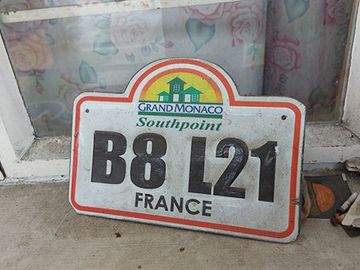 GRAND MONACO
Southpoint
B8 L21
FRANCE